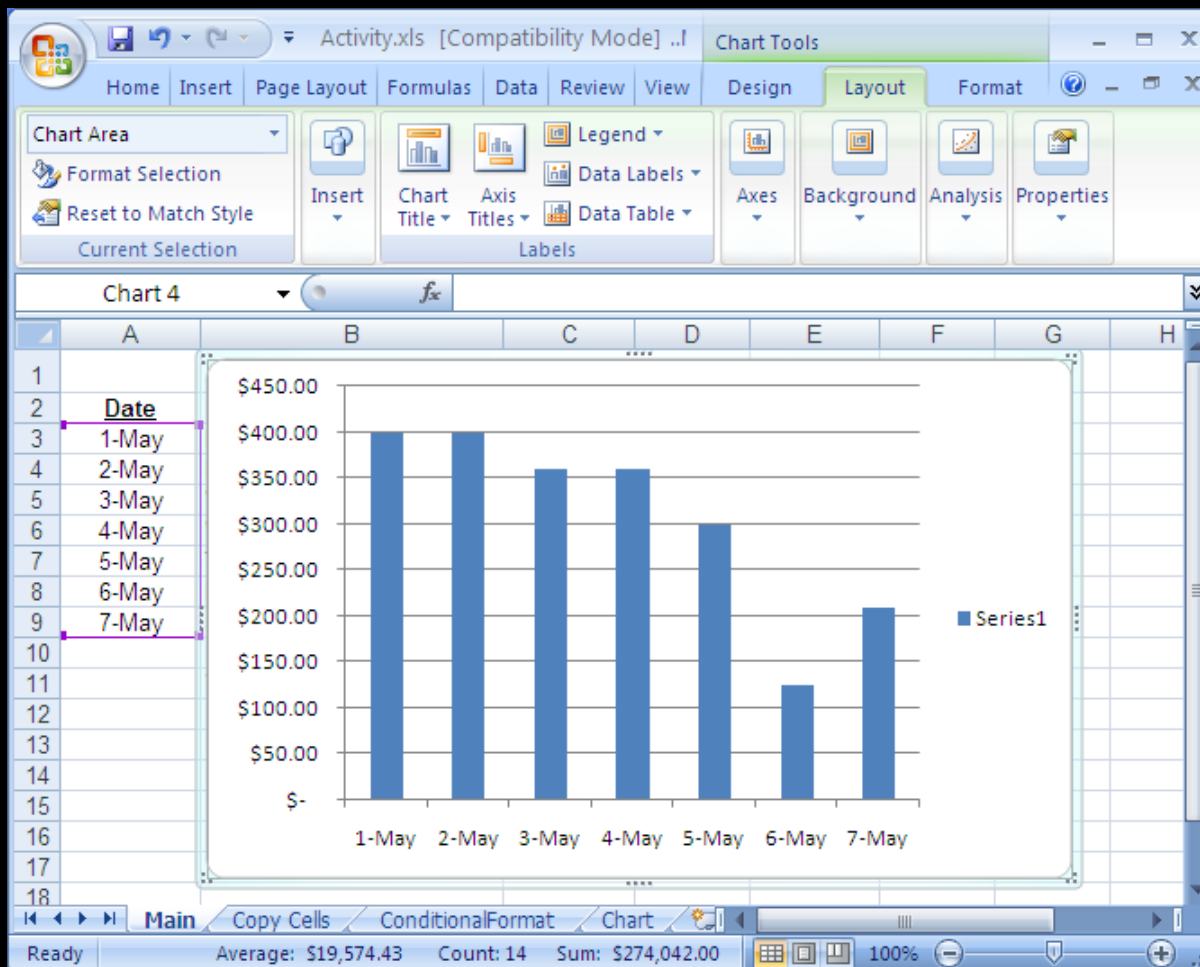 Activity.xls [Compatibility Mode] ..
Chart Tools
Home Insert Page Layout Formulas Data Review View Design Layout Format
Chart Area
Format Selection
Reset to Match Style
Current Selection
Insert
Chart Title
Axis Titles
Legend
Data Labels
Data Table
Labels
Axes
Background
Analysis
Properties
Chart 4
fx
A B C D E F G H
1
2 Date
3 1-May
4 2-May
5 3-May
6 4-May
7 5-May
8 6-May
9 7-May
10
11
12
13
14
15
16
17
18
$450.00
$400.00
$350.00
$300.00
$250.00
$200.00
$150.00
$100.00
$50.00
$-
1-May 2-May 3-May 4-May 5-May 6-May 7-May
Series1
Main Copy Cells ConditionalFormat Chart
Ready Average: $19,574.43 Count: 14 Sum: $274,042.00 100%